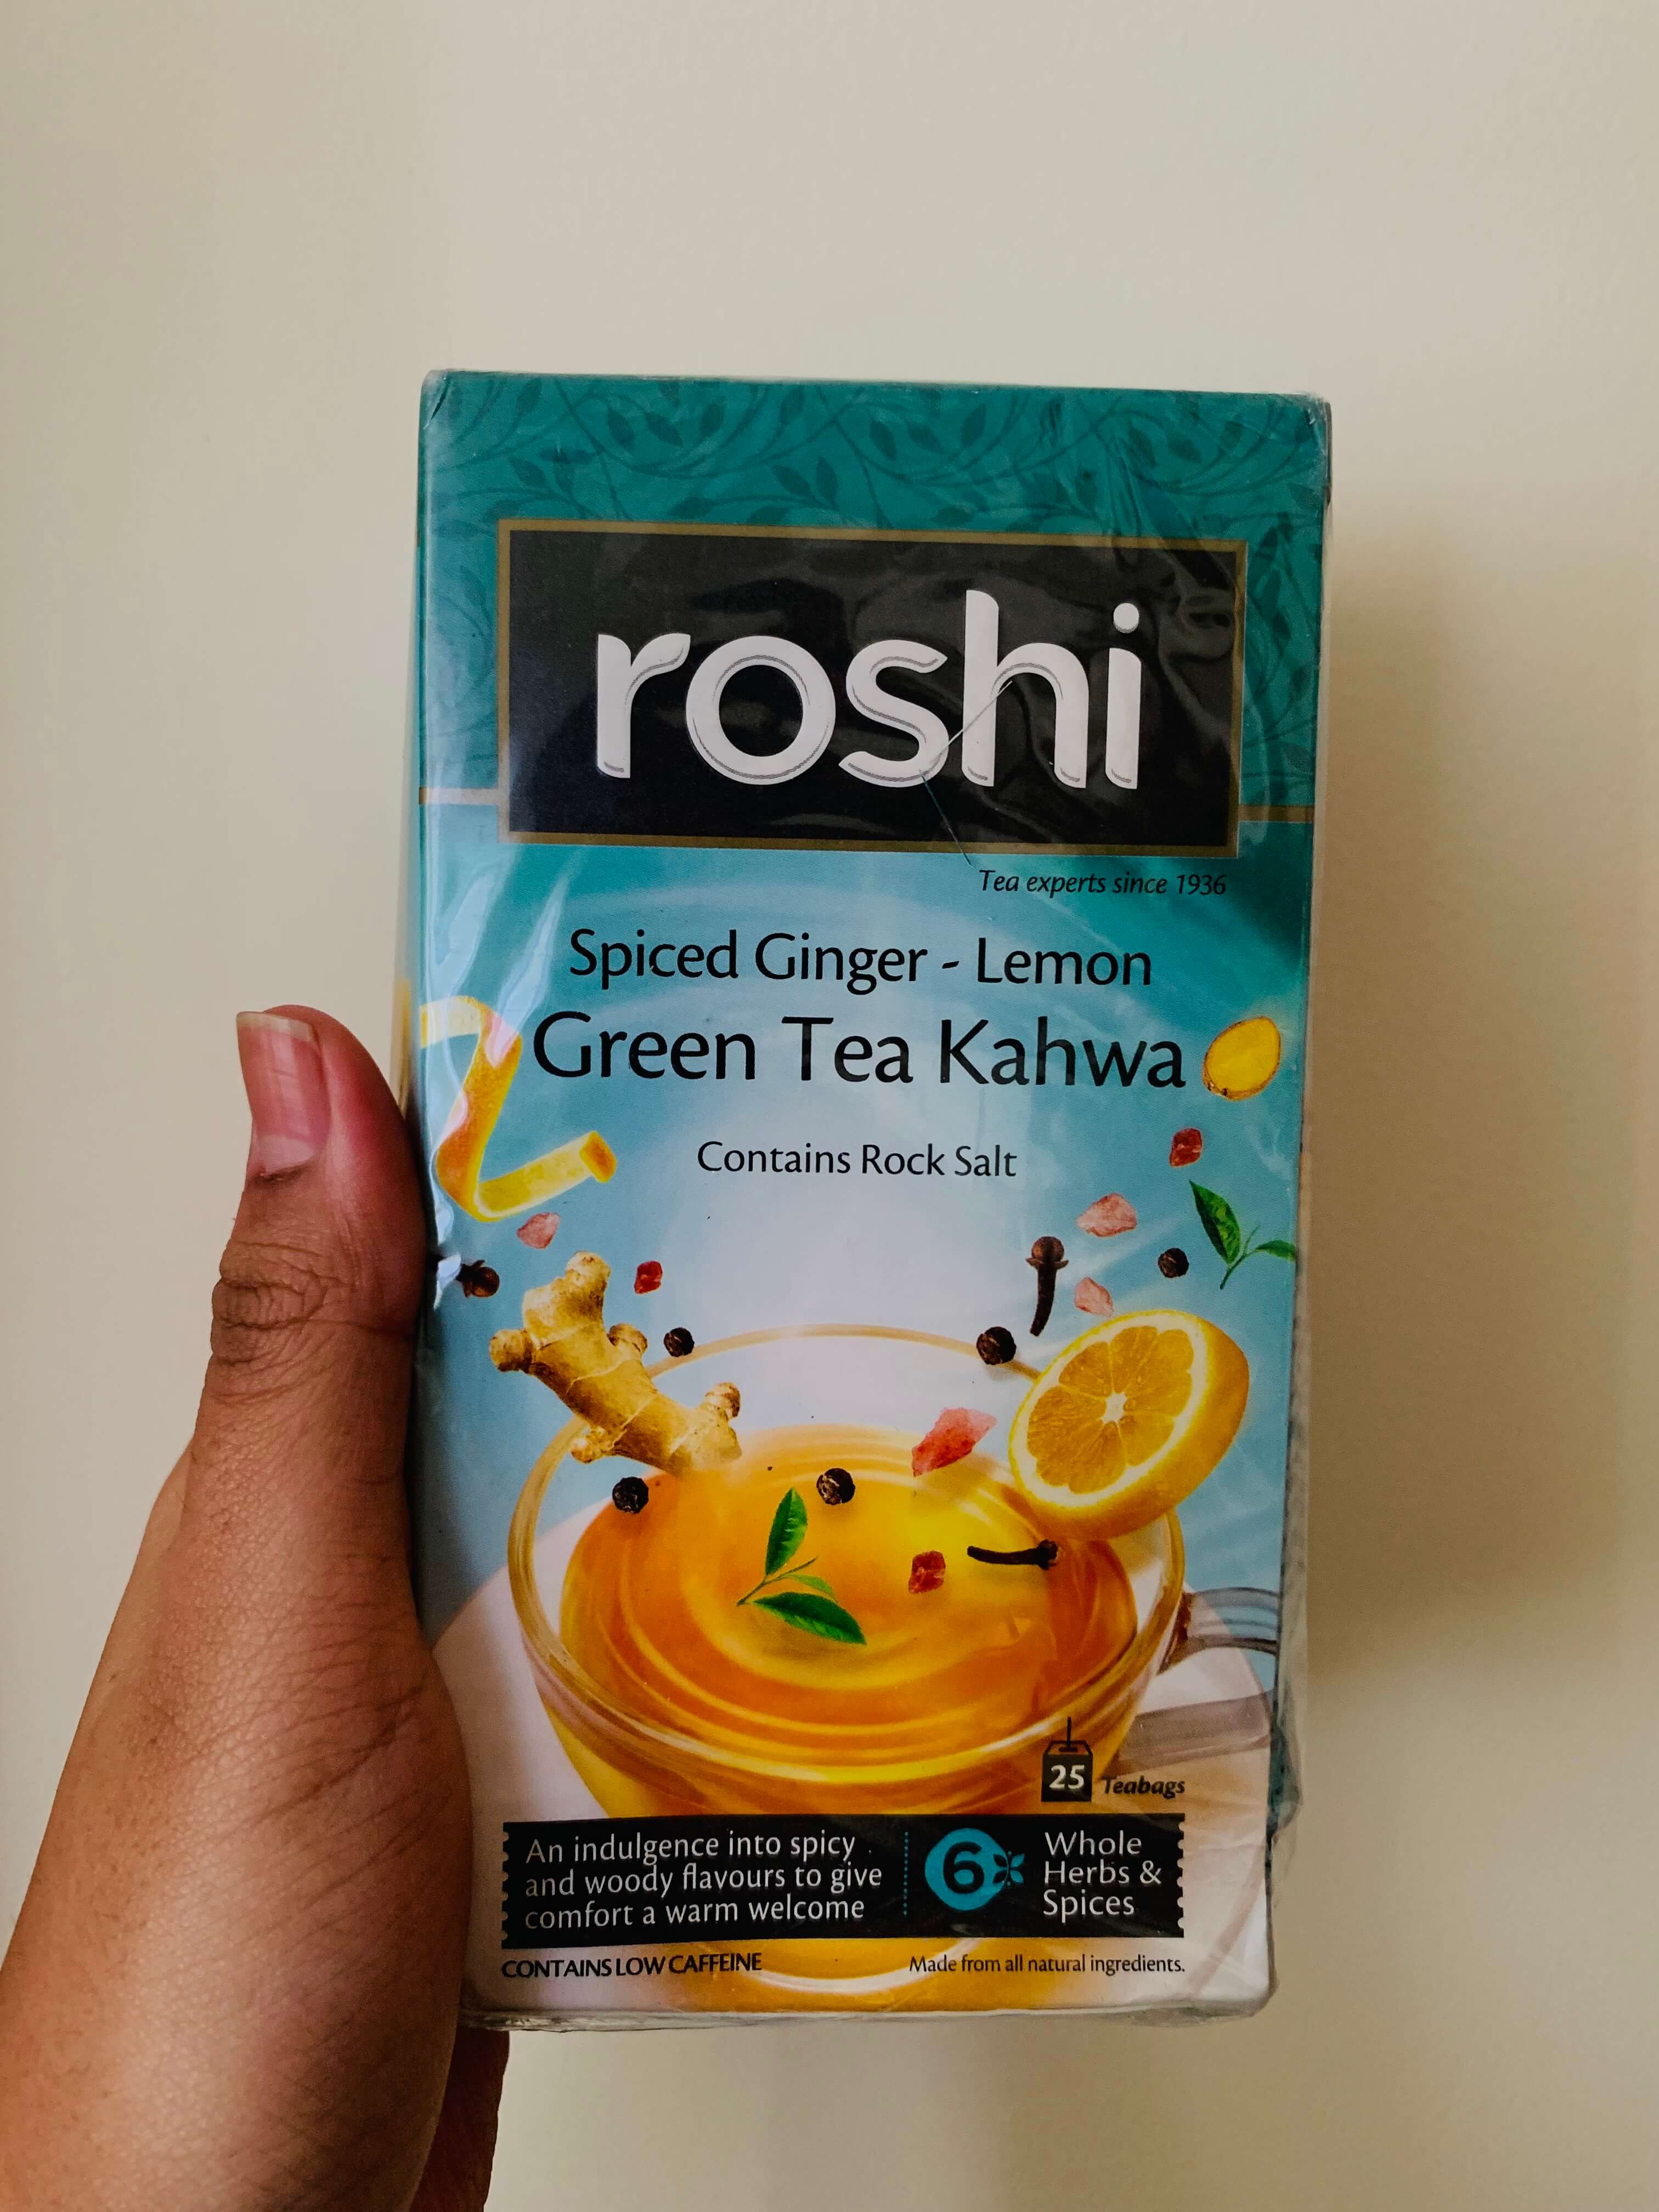 roshi
Tea experts since 1936
Spiced Ginger - Lemon
Green Tea Kahwa
Contains Rock Salt
25 Teabags
An indulgence into spicy
and woody flavours to give
comfort a warm welcome
6 Whole
Herbs &
Spices
CONTAINS LOW CAFFEINE
Made from all natural ingredients.